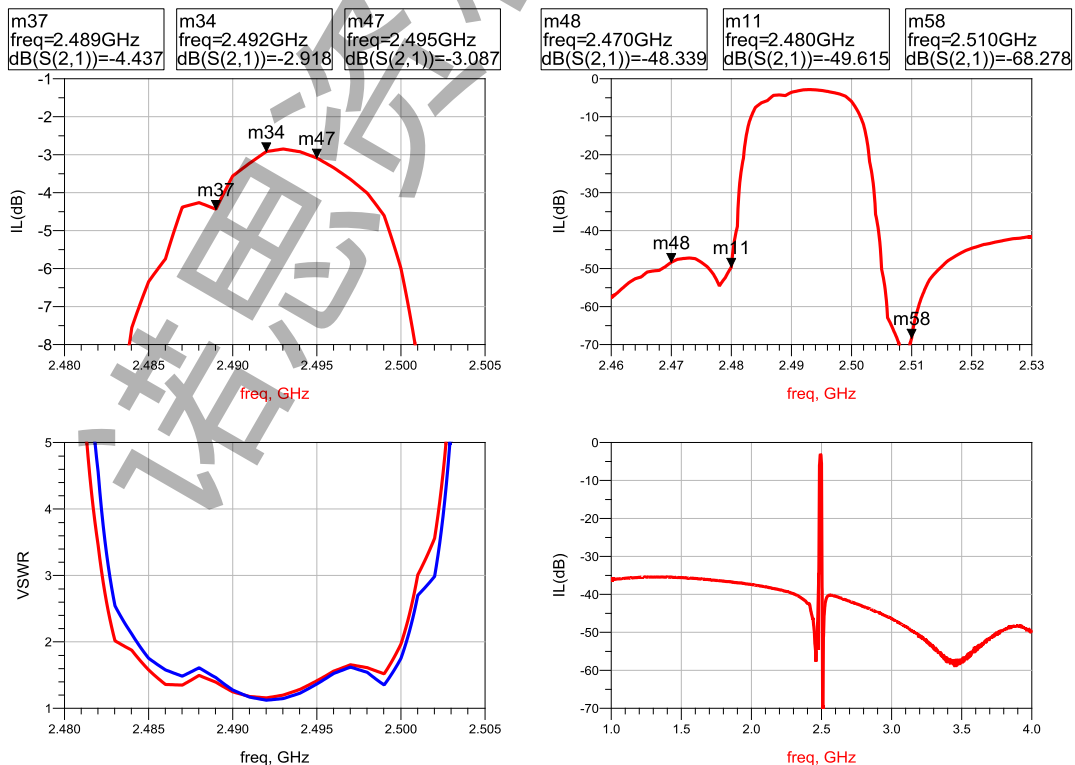 m37
freq=2.489GHz
dB(S(2,1))=-4.437
m34
freq=2.492GHz
dB(S(2,1))=-2.918
m47
freq=2.495GHz
dB(S(2,1))=-3.087
m48
freq=2.470GHz
dB(S(2,1))=-48.339
m11
freq=2.480GHz
dB(S(2,1))=-49.615
m58
freq=2.510GHz
dB(S(2,1))=-68.278
-1
-2
-3
-4
-5
-6
-7
-8
IL(dB)
m37
m34
m47
2.480
2.485
2.490
2.495
2.500
2.505
freq, GHz
0
-10
-20
-30
-40
-50
-60
-70
IL(dB)
m48
m11
m58
2.46
2.47
2.48
2.49
2.50
2.51
2.52
2.53
freq, GHz
5
4
3
2
1
VSWR
2.480
2.485
2.490
2.495
2.500
2.505
freq, GHz
0
-10
-20
-30
-40
-50
-60
-70
IL(dB)
1.0
1.5
2.0
2.5
3.0
3.5
4.0
freq, GHz
诺思资